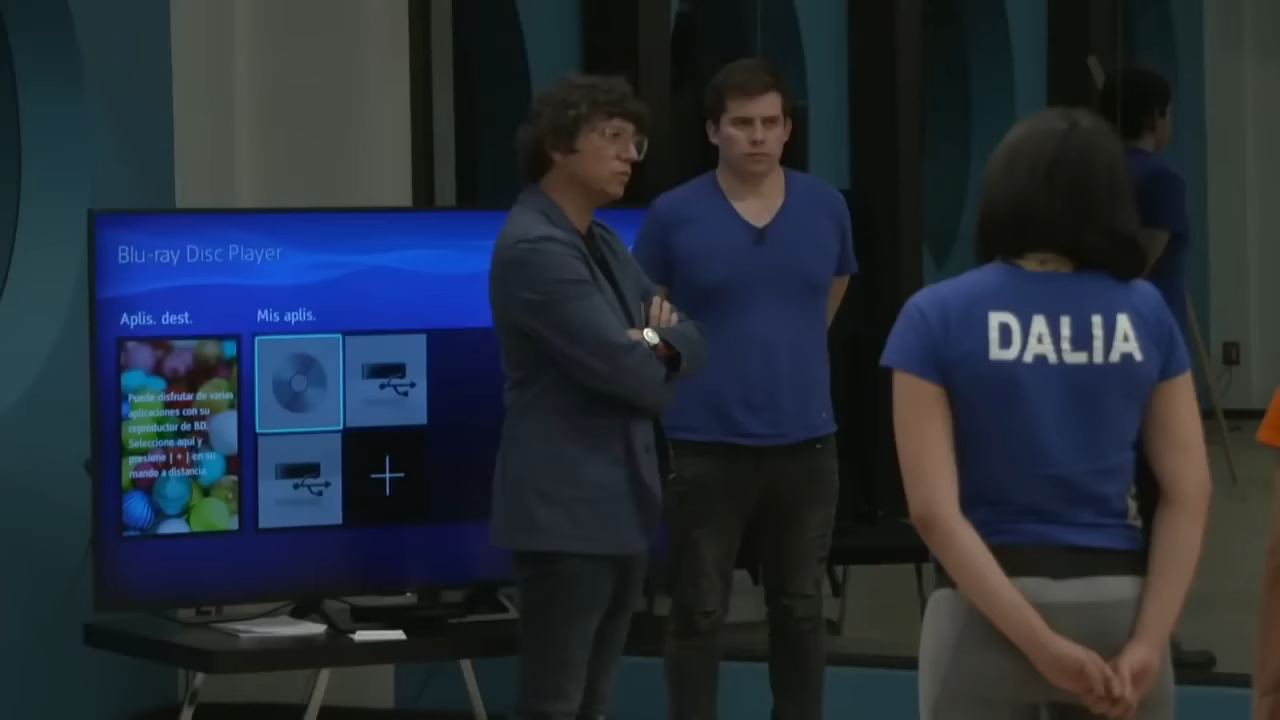 Blu-ray Disc Player
Aplis. dest.
Mis aplis.
Puede disfrutar de varias
aplicaciones con su
reproductor de BD.
Seleccione aquí y
presione [ + ] en su
mando a distancia.
DALIA